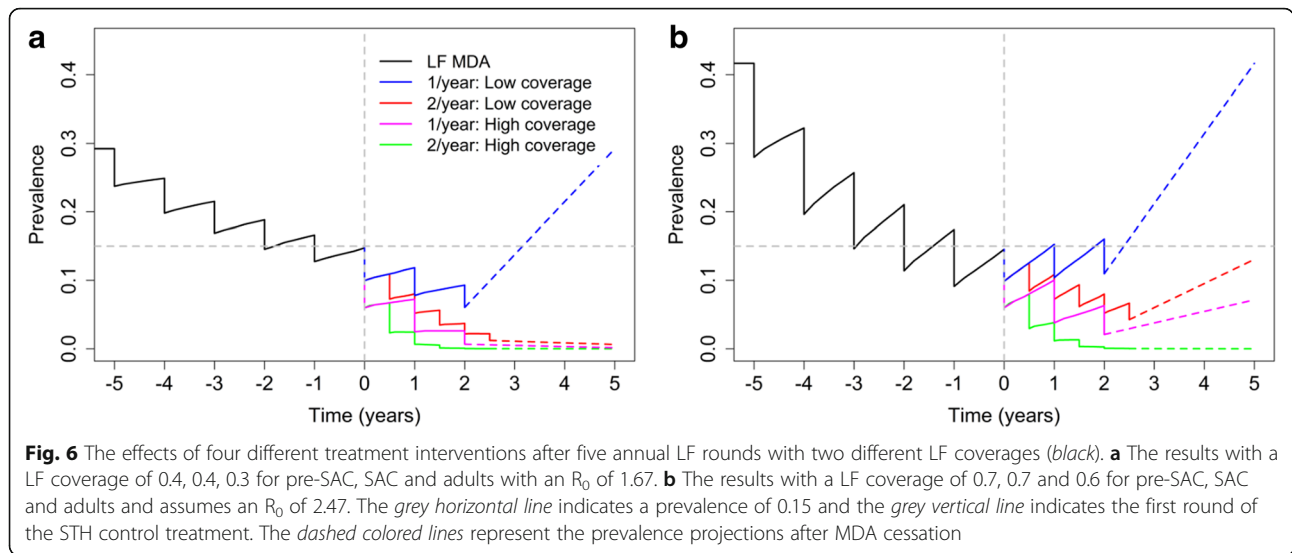 a
LF MDA
1/year: Low coverage
2/year: Low coverage
1/year: High coverage
2/year: High coverage
Prevalence
0.4
0.3
0.2
0.1
0.0
-5 -4 -3 -2 -1 0 1 2 3 4 5
Time (years)
b
Prevalence
0.4
0.3
0.2
0.1
0.0
-5 -4 -3 -2 -1 0 1 2 3 4 5
Time (years)
Fig. 6 The effects of four different treatment interventions after five annual LF rounds with two different LF coverages (black). a The results with a
LF coverage of 0.4, 0.4, 0.3 for pre-SAC, SAC and adults with an R0 of 1.67. b The results with a LF coverage of 0.7, 0.7 and 0.6 for pre-SAC, SAC
and adults and assumes an R0 of 2.47. The grey horizontal line indicates a prevalence of 0.15 and the grey vertical line indicates the first round of
the STH control treatment. The dashed colored lines represent the prevalence projections after MDA cessation